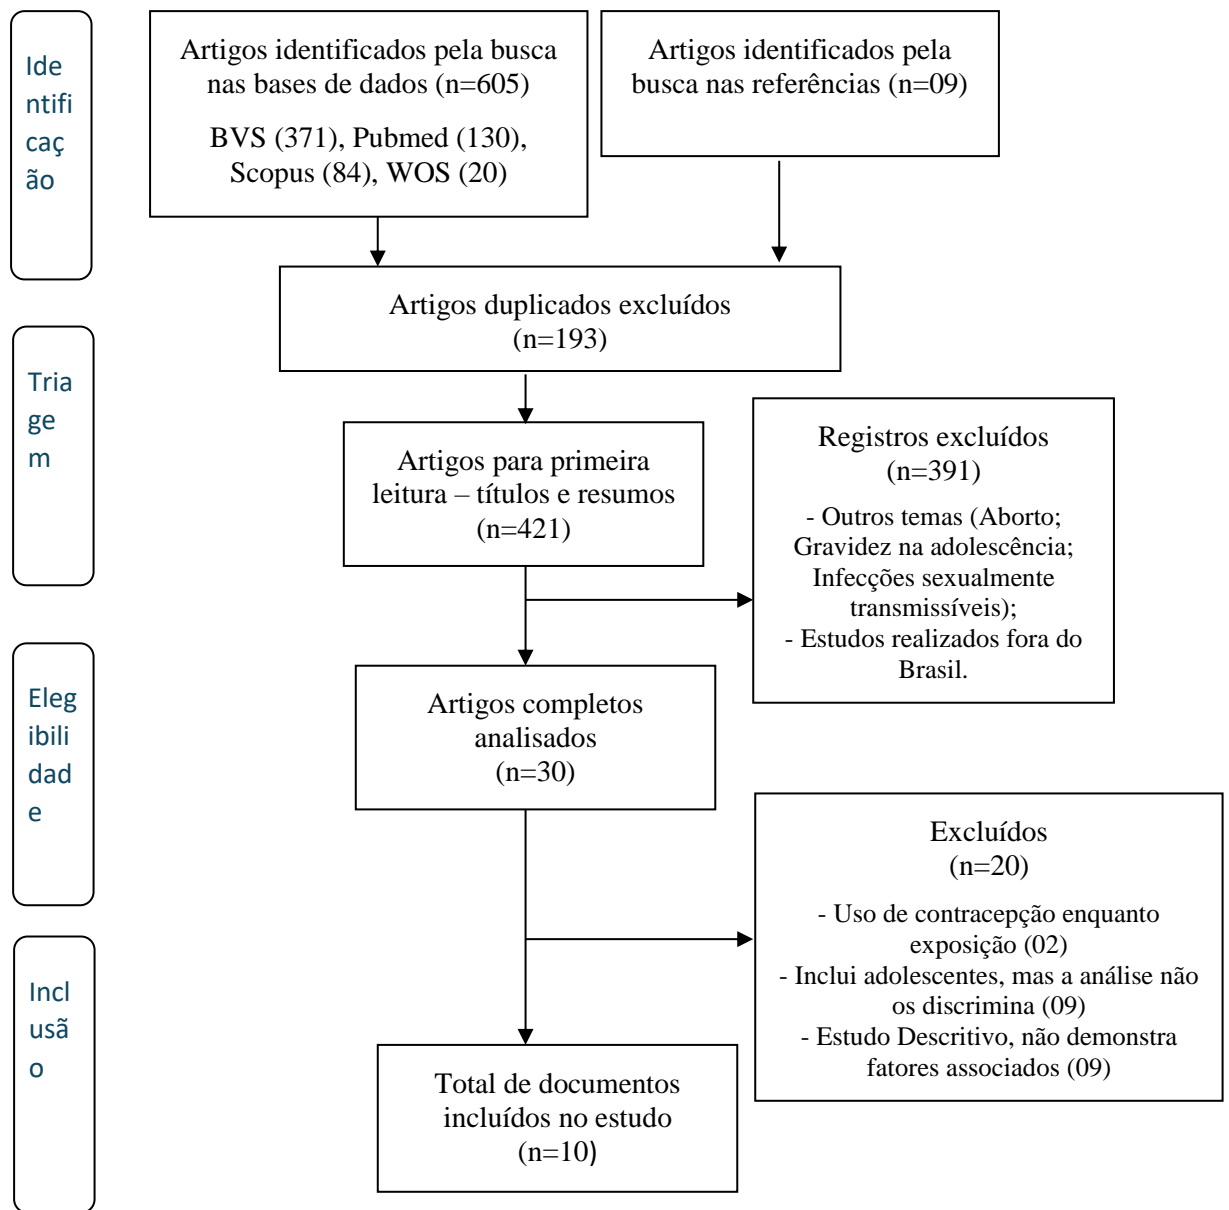 Ide
ntifi
caç
ão
Artigos identificados pela busca
nas bases de dados (n=605)
BVS (371), Pubmed (130),
Scopus (84), WOS (20)
Artigos identificados pela
busca nas referências (n=09)
Artigos duplicados excluídos
(n=193)
Tria
ge
m
Artigos para primeira
leitura – títulos e resumos
(n=421)
Registros excluídos
(n=391)
- Outros temas (Aborto;
Gravidez na adolescência;
Infecções sexualmente
transmissíveis);
- Estudos realizados fora do
Brasil.
Eleg
ibili
dad
e
Artigos completos
analisados
(n=30)
Excluídos
(n=20)
- Uso de contracepção enquanto
exposição (02)
- Inclui adolescentes, mas a análise não
os discrimina (09)
- Estudo Descritivo, não demonstra
fatores associados (09)
Incl
usã
o
Total de documentos
incluídos no estudo
(n=10)